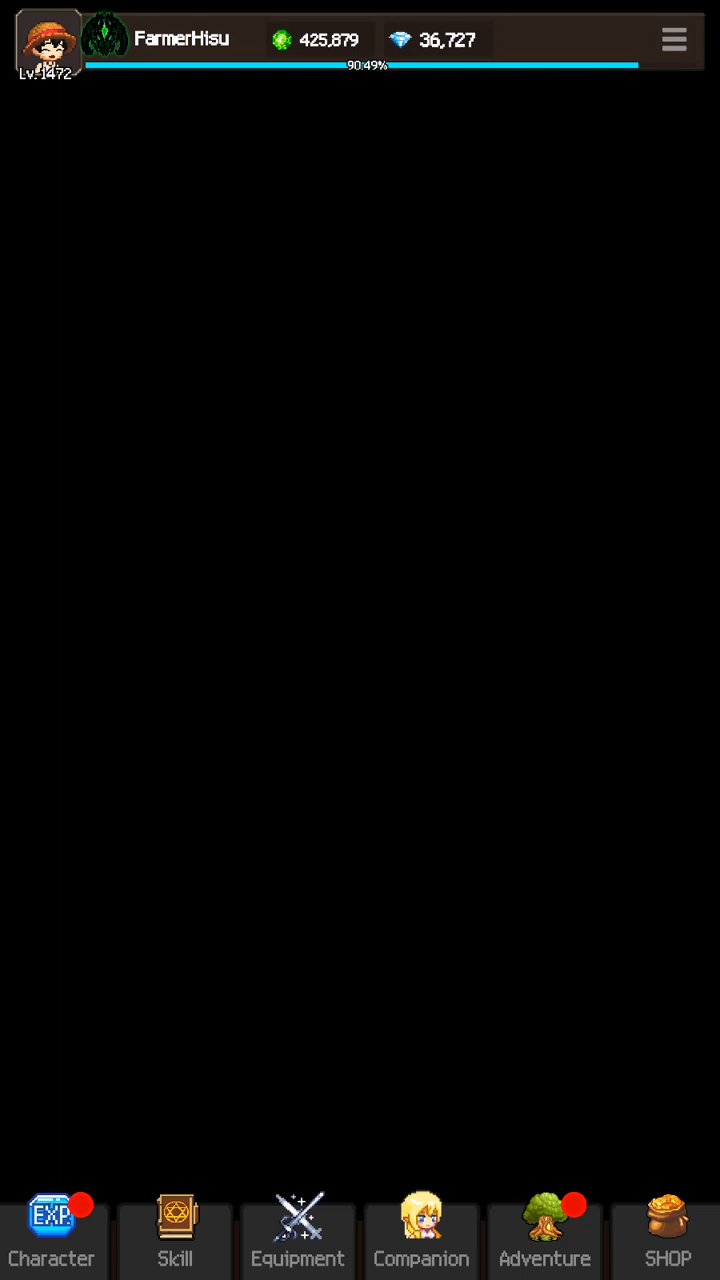 FarmerHisu 425,879 36,727
Lv. 1472 90.49%
EXP.
Character Skill Equipment Companion Adventure SHOP